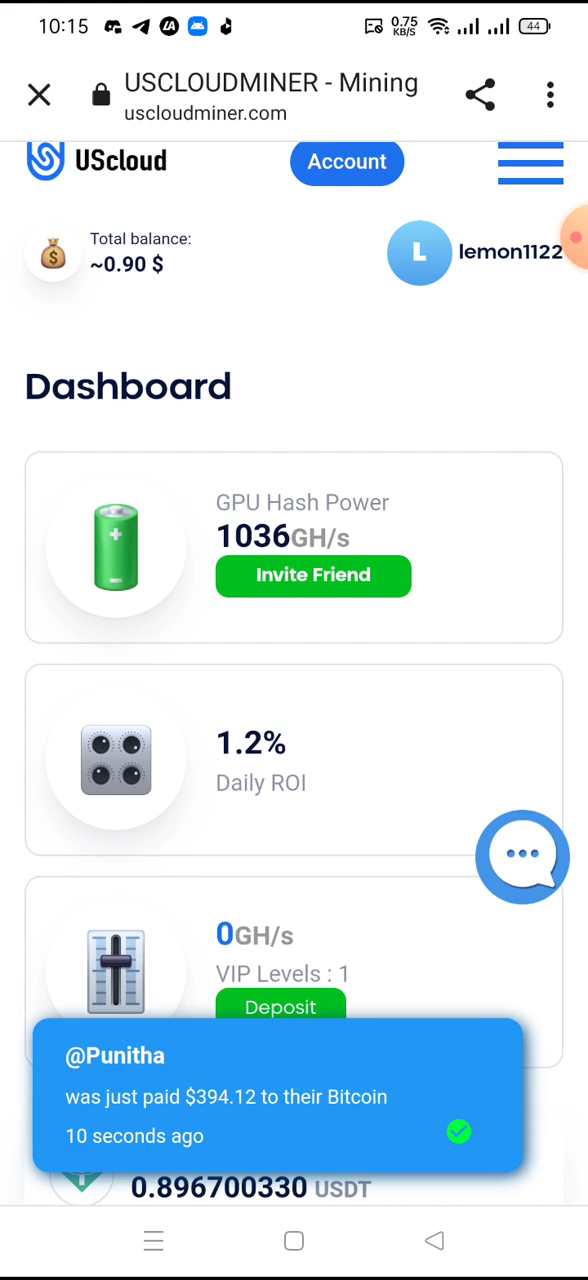 10:15
0.75
KB/S
44
USCLOUDMINER - Mining
uscloudminer.com
UScloud
Account
Total balance:
~0.90 $
L
lemon1122
Dashboard
GPU Hash Power
1036GH/s
Invite Friend
1.2%
Daily ROI
0GH/s
VIP Levels : 1
Deposit
@Punitha
was just paid $394.12 to their Bitcoin
10 seconds ago
0.896700330 USDT